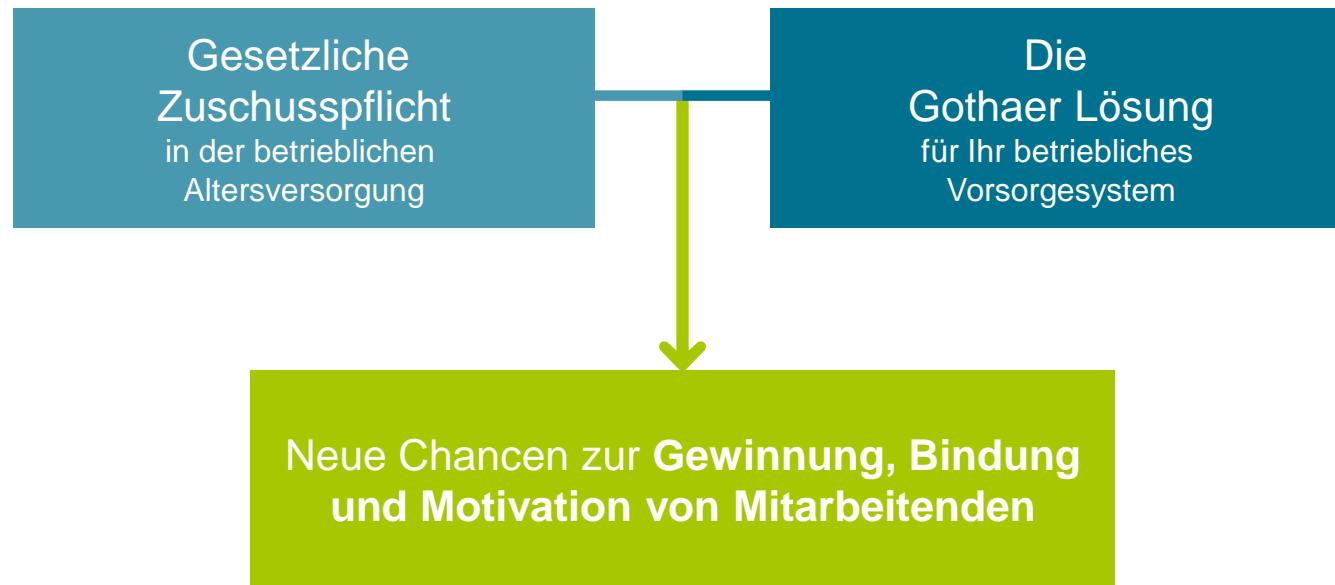 Gesetzliche
Zuschusspflicht
in der betrieblichen
Altersversorgung
Die
Gothaer Lösung
für Ihr betriebliches
Vorsorgesystem
Neue Chancen zur Gewinnung, Bindung
und Motivation von Mitarbeitenden